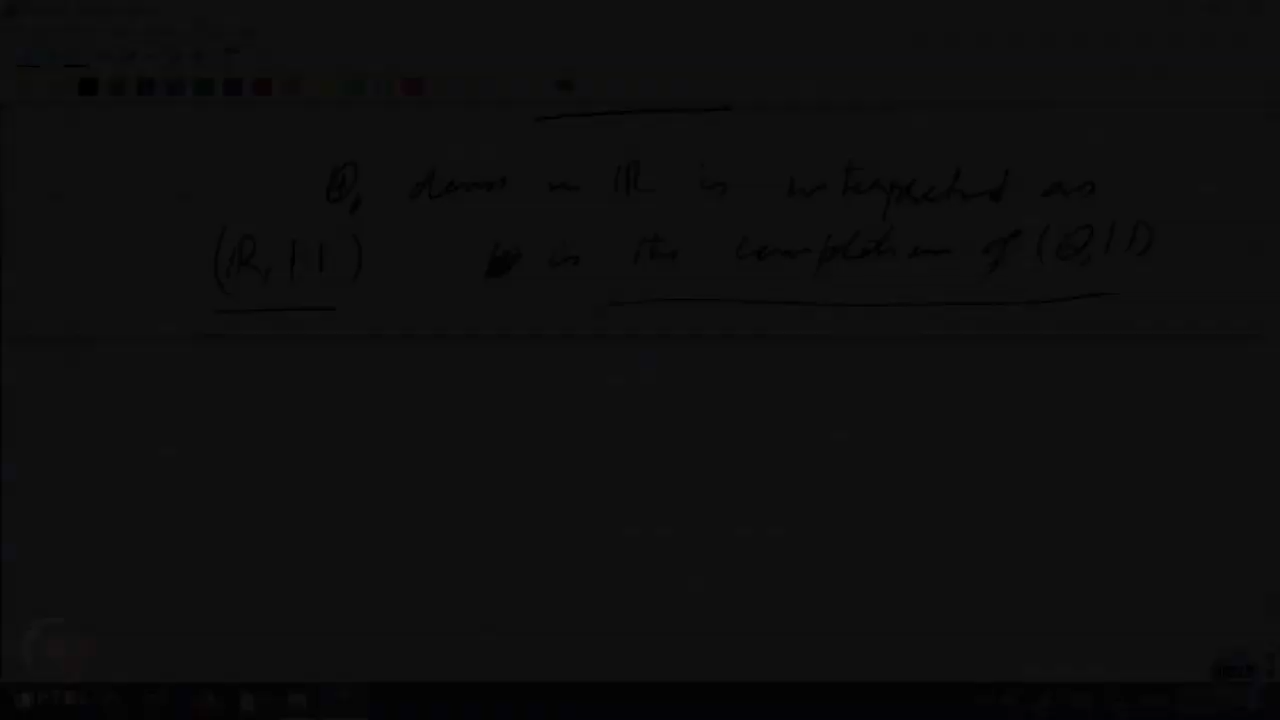 ℚ, dense in ℝ is interpreted as
(ℝ, |·|) is the completion of (ℚ, | |)